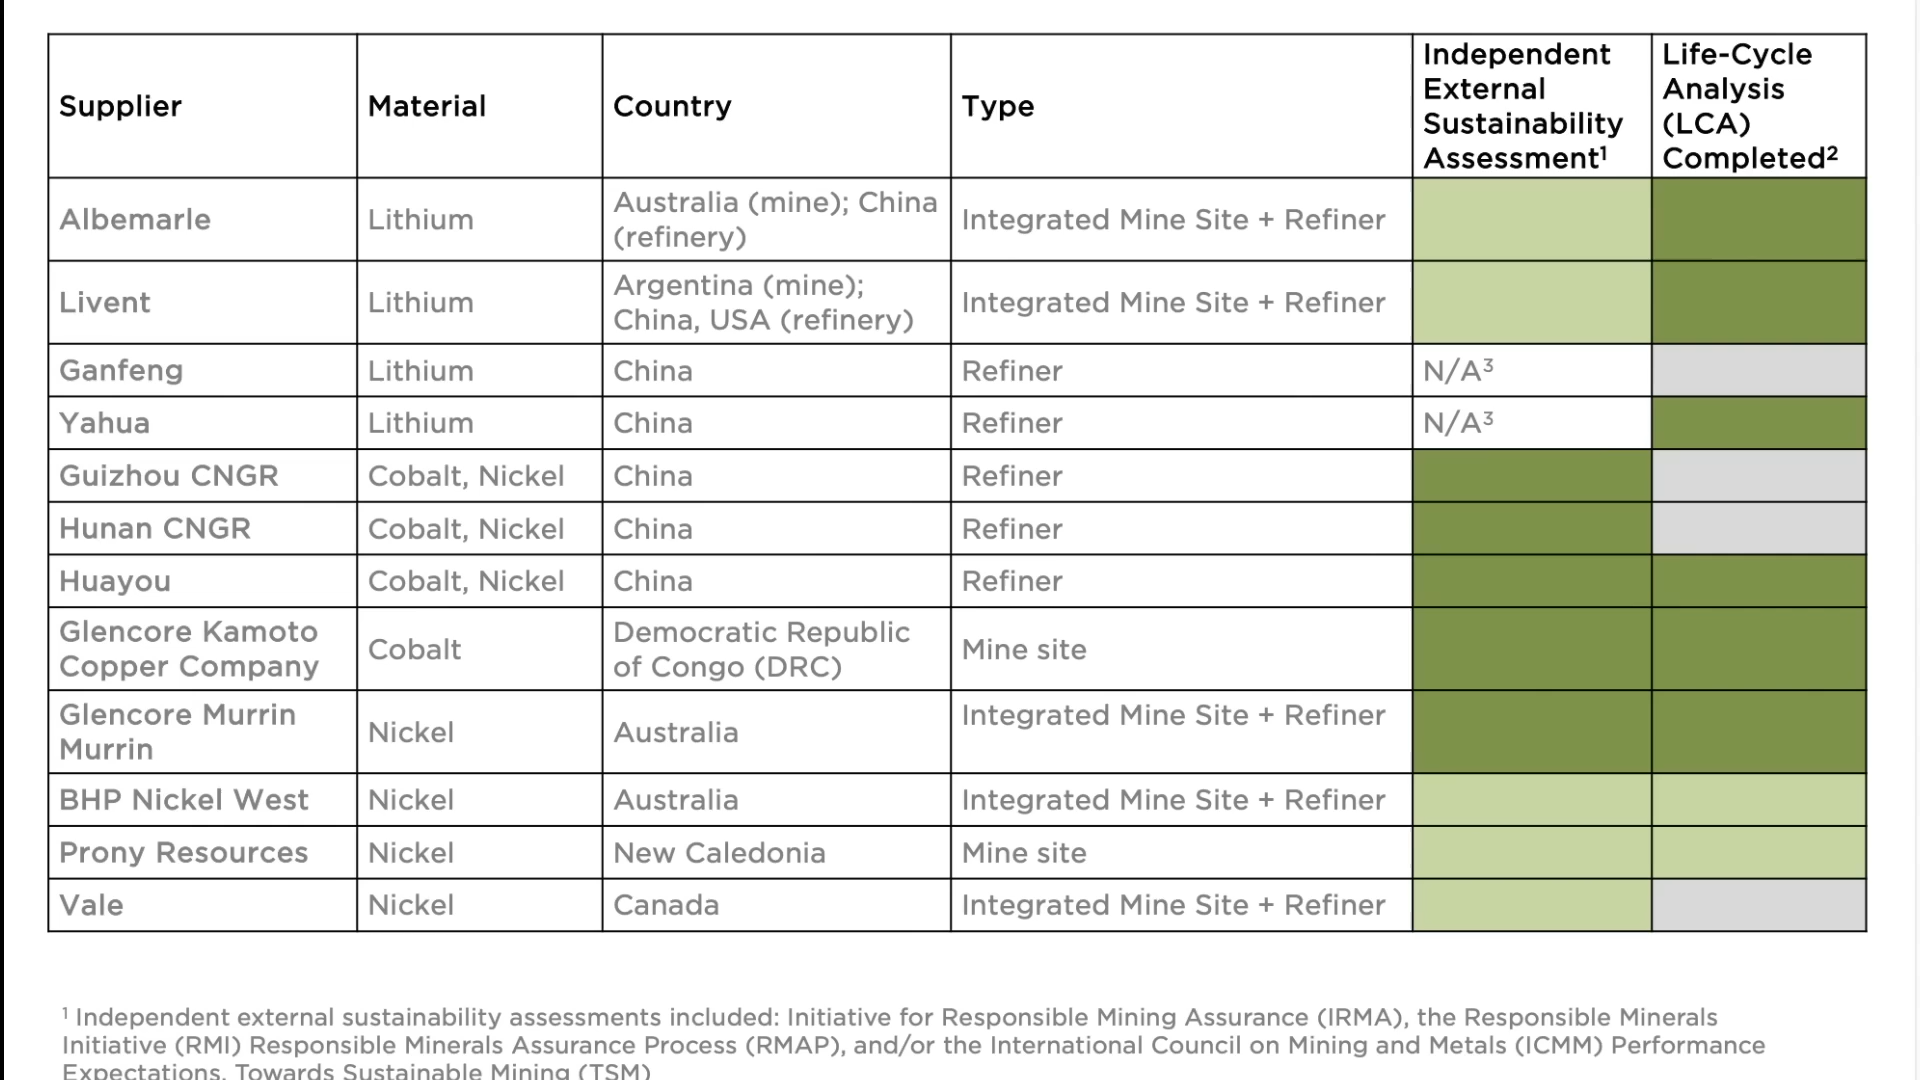 Supplier
Material
Country
Type
Independent
External
Sustainability
Assessment¹
Life-Cycle
Analysis
(LCA)
Completed²
Albemarle
Lithium
Australia (mine); China
(refinery)
Integrated Mine Site + Refiner
Livent
Lithium
Argentina (mine);
China, USA (refinery)
Integrated Mine Site + Refiner
Ganfeng
Lithium
China
Refiner
N/A³
Yahua
Lithium
China
Refiner
N/A³
Guizhou CNGR
Cobalt, Nickel
China
Refiner
Hunan CNGR
Cobalt, Nickel
China
Refiner
Huayou
Cobalt, Nickel
China
Refiner
Glencore Kamoto
Copper Company
Cobalt
Democratic Republic
of Congo (DRC)
Mine site
Glencore Murrin
Murrin
Nickel
Australia
Integrated Mine Site + Refiner
BHP Nickel West
Nickel
Australia
Integrated Mine Site + Refiner
Prony Resources
Nickel
New Caledonia
Mine site
Vale
Nickel
Canada
Integrated Mine Site + Refiner
¹ Independent external sustainability assessments included: Initiative for Responsible Mining Assurance (IRMA), the Responsible Minerals
Initiative (RMI) Responsible Minerals Assurance Process (RMAP), and/or the International Council on Mining and Metals (ICMM) Performance
Expectations, Towards Sustainable Mining (TSM)